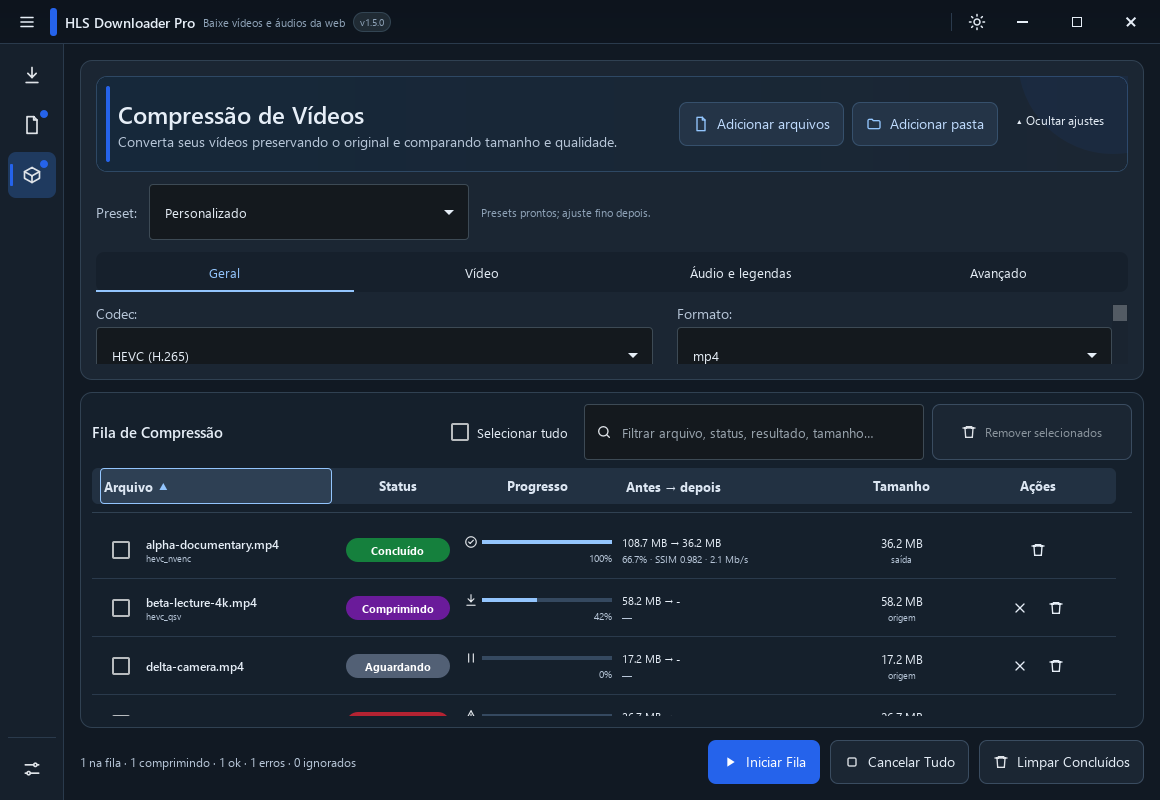 HLS Downloader Pro Baixe vídeos e áudios da web v1.5.0
Compressão de Vídeos
Converta seus vídeos preservando o original e comparando tamanho e qualidade.
Adicionar arquivos
Adicionar pasta
▴ Ocultar ajustes
Preset:
Personalizado
Presets prontos; ajuste fino depois.
Geral
Vídeo
Áudio e legendas
Avançado
Codec:
Formato:
HEVC (H.265)
mp4
Fila de Compressão
Selecionar tudo
Filtrar arquivo, status, resultado, tamanho...
Remover selecionados
Arquivo ▲ Status Progresso Antes → depois Tamanho Ações
alpha-documentary.mp4
hevc_nvenc
Concluído
100%
108.7 MB → 36.2 MB
66.7% · SSIM 0.982 · 2.1 Mb/s
36.2 MB
saída
beta-lecture-4k.mp4
hevc_qsv
Comprimindo
42%
58.2 MB → -
—
58.2 MB
origem
delta-camera.mp4
Aguardando
0%
17.2 MB → -
—
17.2 MB
origem
1 na fila · 1 comprimindo · 1 ok · 1 erros · 0 ignorados
Iniciar Fila
Cancelar Tudo
Limpar Concluídos